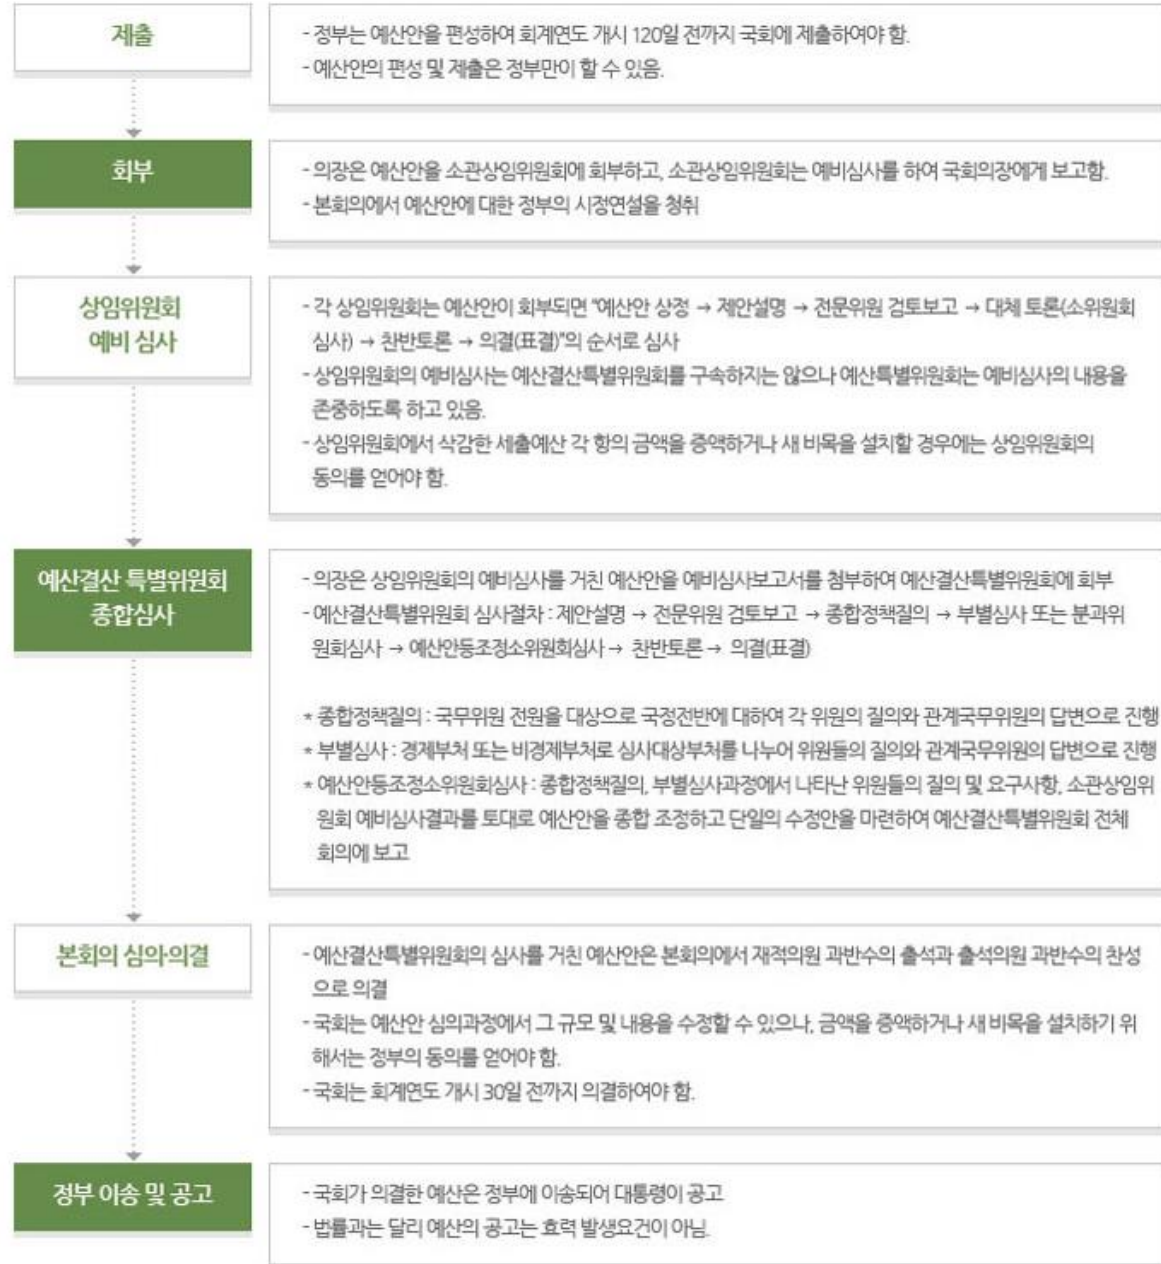 제출
- 정부는 예산안을 편성하여 회계연도 개시 120일 전까지 국회에 제출하여야 함.
- 예산안의 편성 및 제출은 정부만이 할 수 있음.
회부
- 의장은 예산안을 소관상임위원회에 회부하고, 소관상임위원회는 예비심사를 하여 국회의장에게 보고함.
- 본회의에서 예산안에 대한 정부의 시정연설을 청취
상임위원회
예비 심사
- 각 상임위원회는 예산안이 회부되면 "예산안 상정 → 제안설명 → 전문위원 검토보고 → 대체 토론(소위원회
심사) → 찬반토론 → 의결(표결)"의 순서로 심사
- 상임위원회의 예비심사는 예산결산특별위원회를 구속하지는 않으나 예산특별위원회는 예비심사의 내용을
존중하도록 하고 있음.
- 상임위원회에서 삭감한 세출예산 각 항의 금액을 증액하거나 새 비목을 설치할 경우에는 상임위원회의
동의를 얻어야 함.
예산결산 특별위원회
종합심사
- 의장은 상임위원회의 예비심사를 거친 예산안을 예비심사보고서를 첨부하여 예산결산특별위원회에 회부
- 예산결산특별위원회 심사절차 : 제안설명 → 전문위원 검토보고 → 종합정책질의 → 부별심사 또는 분과위
원회심사 → 예산안등조정소위원회심사 → 찬반토론 → 의결(표결)
* 종합정책질의 : 국무위원 전원을 대상으로 국정전반에 대하여 각 위원의 질의와 관계국무위원의 답변으로 진행
* 부별심사 : 경제부처 또는 비경제부처로 심사대상부처를 나누어 위원들의 질의와 관계국무위원의 답변으로 진행
* 예산안등조정소위원회심사 : 종합정책질의, 부별심사과정에서 나타난 위원들의 질의 및 요구사항, 소관상임위
원회 예비심사결과를 토대로 예산안을 종합 조정하고 단일의 수정안을 마련하여 예산결산특별위원회 전체
회의에 보고
본회의 심의·의결
- 예산결산특별위원회의 심사를 거친 예산안은 본회의에서 재적의원 과반수의 출석과 출석의원 과반수의 찬성
으로 의결
- 국회는 예산안 심의과정에서 그 규모 및 내용을 수정할 수 있으나, 금액을 증액하거나 새 비목을 설치하기 위
해서는 정부의 동의를 얻어야 함.
- 국회는 회계연도 개시 30일 전까지 의결하여야 함.
정부 이송 및 공고
- 국회가 의결한 예산은 정부에 이송되어 대통령이 공고
- 법률과는 달리 예산의 공고는 효력 발생요건이 아님.